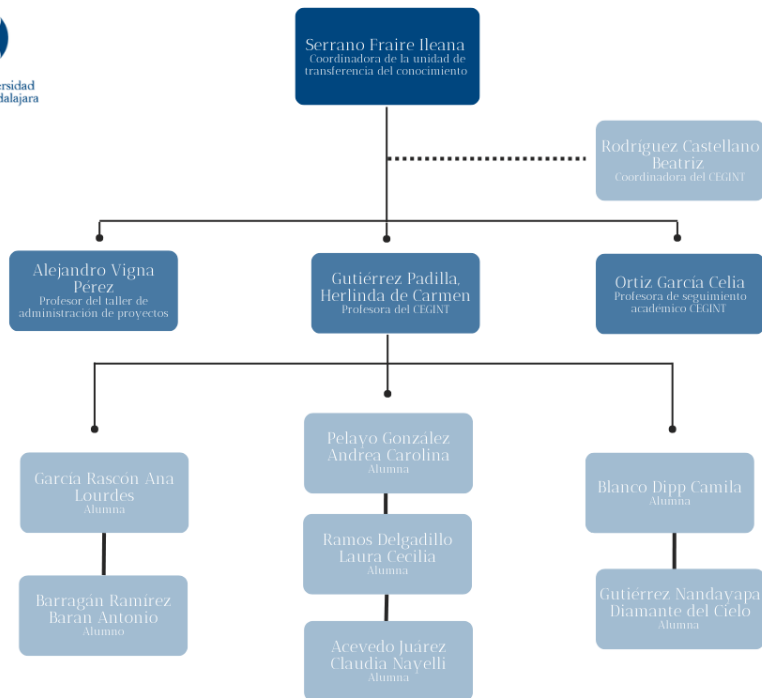 Serrano Fraire Ileana
Coordinadora de la unidad de
transferencia del conocimiento
Rodríguez Castellano
Beatriz
Coordinadora del CEGINT
Alejandro Vigna
Pérez
Profesor del taller de
administración de proyectos
Gutiérrez Padilla,
Herlinda de Carmen
Profesora del CEGINT
Ortiz García Celia
Profesora de seguimiento
académico CEGINT
García Rascón Ana
Lourdes
Alumna
Barragán Ramírez
Baran Antonio
Alumno
Pelayo González
Andrea Carolina
Alumna
Ramos Delgadillo
Laura Cecilia
Alumna
Acevedo Juárez
Claudia Nayelli
Alumna
Blanco Dipp Camila
Alumna
Gutiérrez Nandayapa
Diamante del Cielo
Alumna